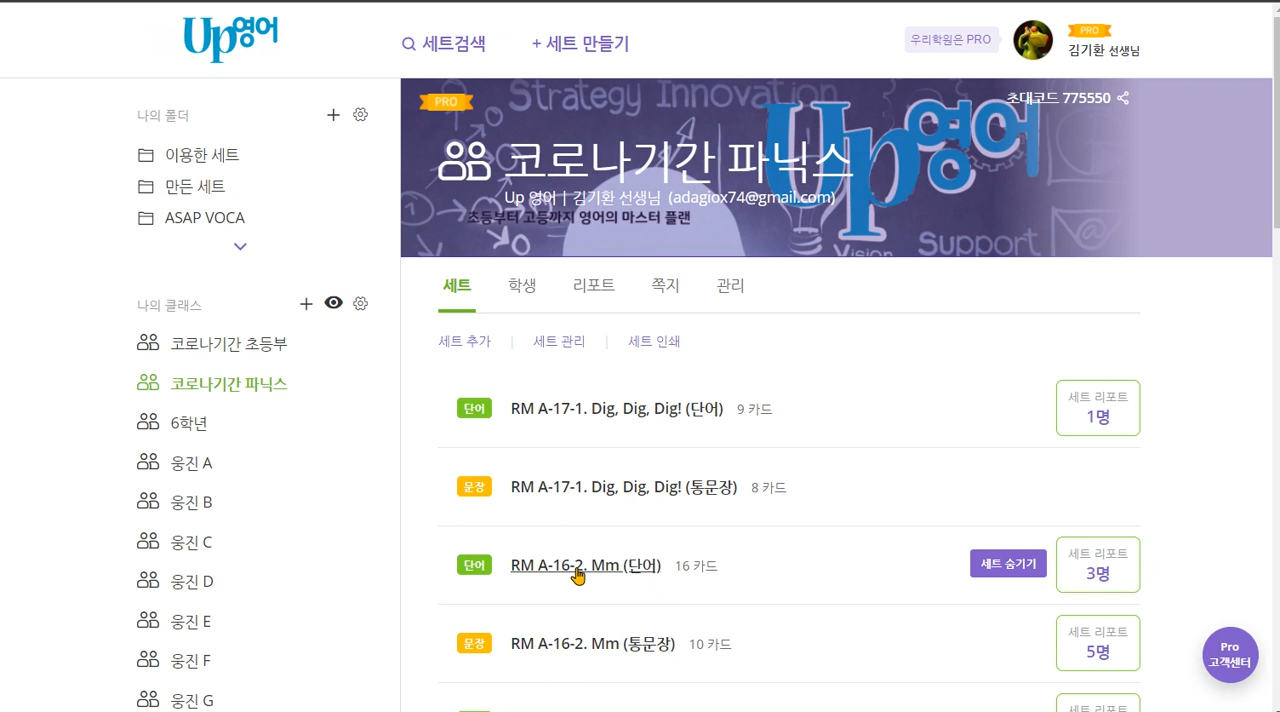 Up영어
세트검색
+ 세트 만들기
우리학원은 PRO
PRO
김기환 선생님
나의 폴더
이용한 세트
만든 세트
ASAP VOCA
나의 클래스
코로나기간 초등부
코로나기간 파닉스
6학년
웅진 A
웅진 B
웅진 C
웅진 D
웅진 E
웅진 F
웅진 G
PRO
Strategy Innovation
초대코드 775550
Up영어
코로나기간 파닉스
Up 영어 | 김기환 선생님 (adagiox74@gmail.com)
초등부터 고등까지 영어의 마스터 플랜
Vision
Support
세트 학생 리포트 쪽지 관리
세트 추가 | 세트 관리 | 세트 인쇄
단어 RM A-17-1. Dig, Dig, Dig! (단어) 9 카드
세트 리포트
1명
문장 RM A-17-1. Dig, Dig, Dig! (통문장) 8 카드
단어 RM A-16-2. Mm (단어) 16 카드
세트 숨기기
세트 리포트
3명
문장 RM A-16-2. Mm (통문장) 10 카드
세트 리포트
5명
세트 리포트
Pro
고객센터